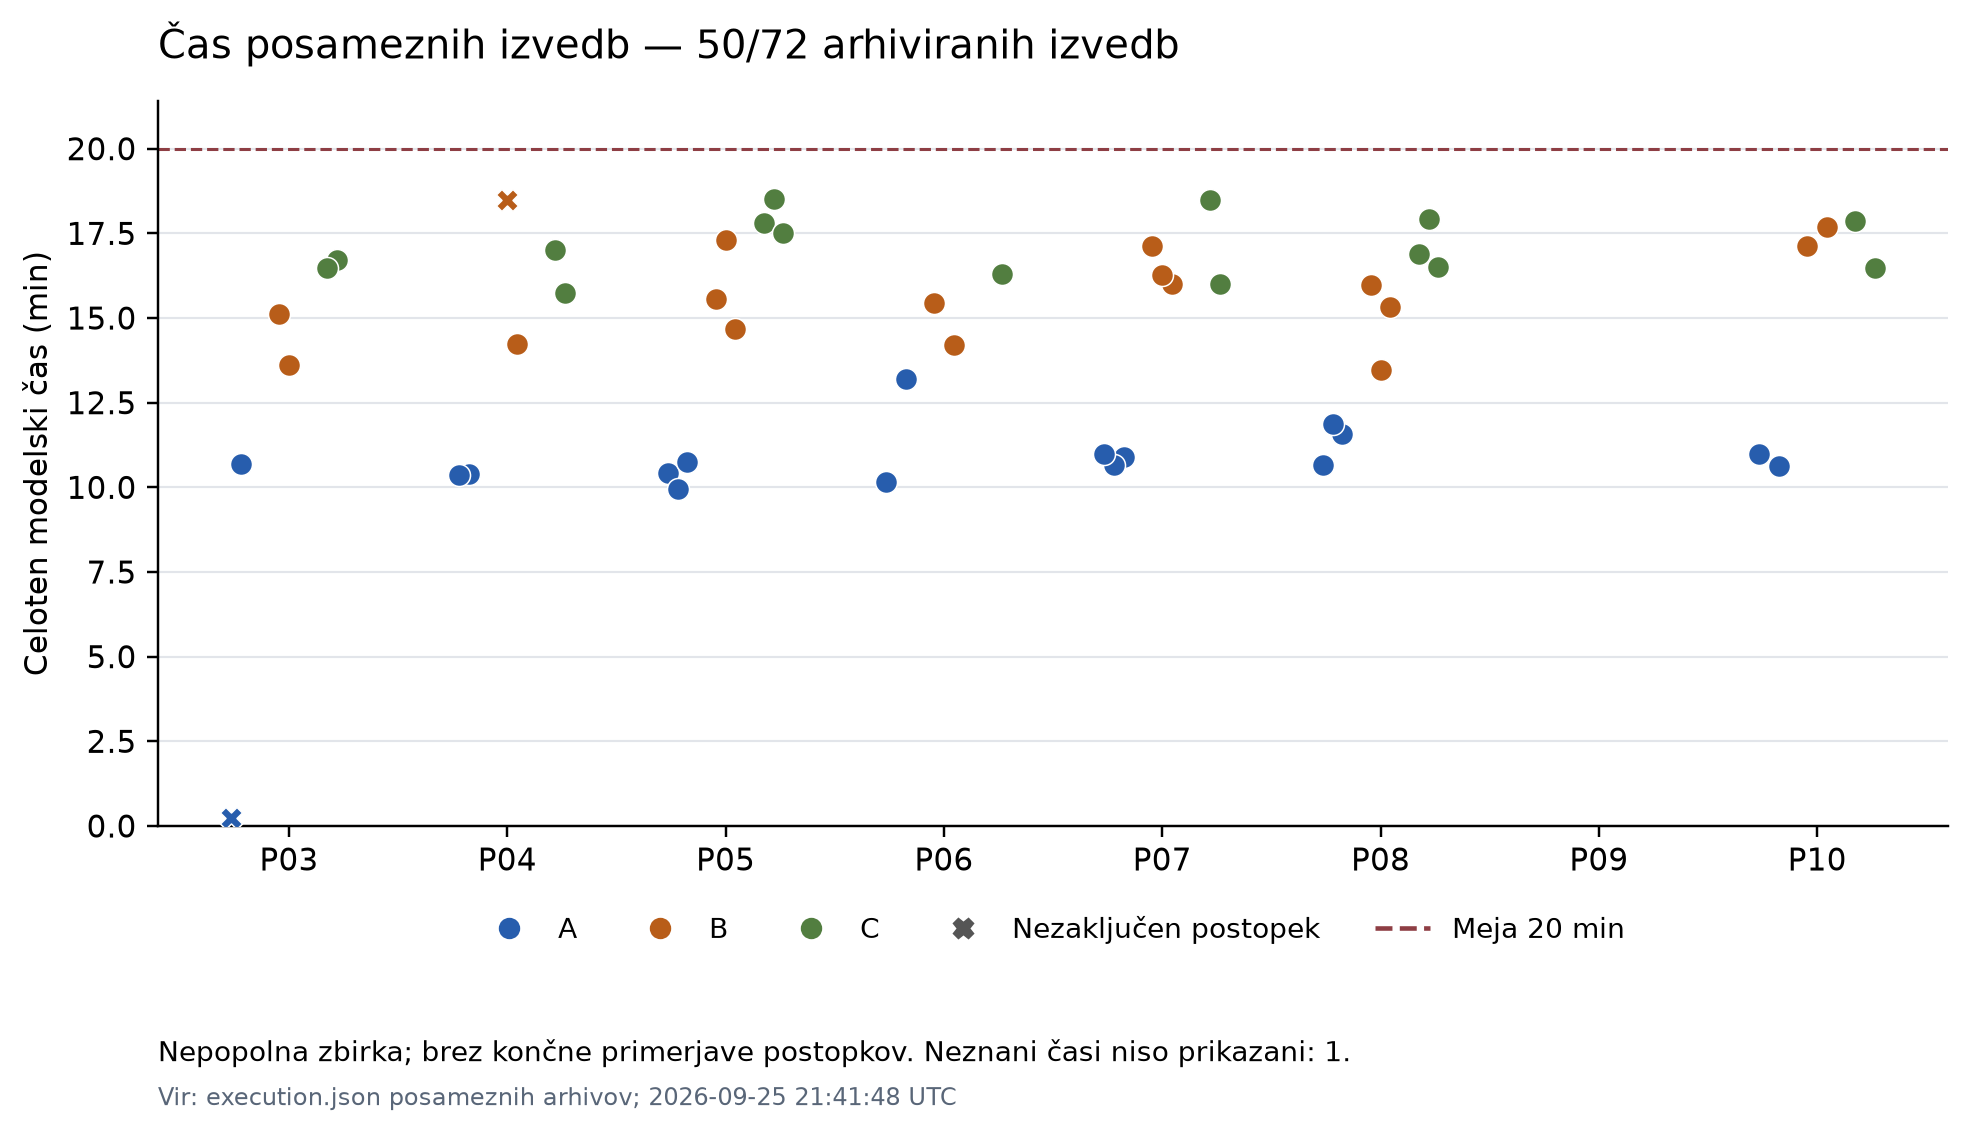 Čas posameznih izvedb — 50/72 arhiviranih izvedb
Celoten modelski čas (min)
20.0
17.5
15.0
12.5
10.0
7.5
5.0
2.5
0.0
P03 P04 P05 P06 P07 P08 P09 P10
A B C Nezaključen postopek Meja 20 min
Nepopolna zbirka; brez končne primerjave postopkov. Neznani časi niso prikazani: 1.
Vir: execution.json posameznih arhivov; 2026-09-25 21:41:48 UTC